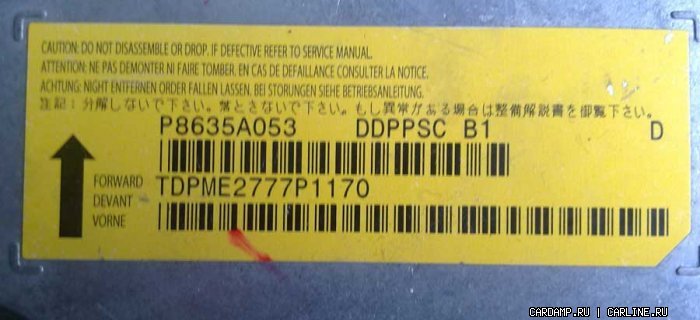 CAUTION: DO NOT DISASSEMBLE OR DROP. IF DEFECTIVE REFER TO SERVICE MANUAL.
ATTENTION: NE PAS DEMONTER NI FAIRE TOMBER. EN CAS DE DEFAILLANCE CONSULTER LA NOTICE.
ACHTUNG: NIGHT ENTFERNEN ORDER FALLEN LASSEN. BEI STORUNGEN SIEHE BETRIEBSANLEITUNG.
注記:分解しないで下さい。落とさないで下さい。もし異常がある場合は整備解説書を御覧下さい。
P8635A053 DDPPSC B1 D
FORWARD TDPME2777P1170
DEVANT
VORNE
CARDAMP.RU | CARLINE.RU